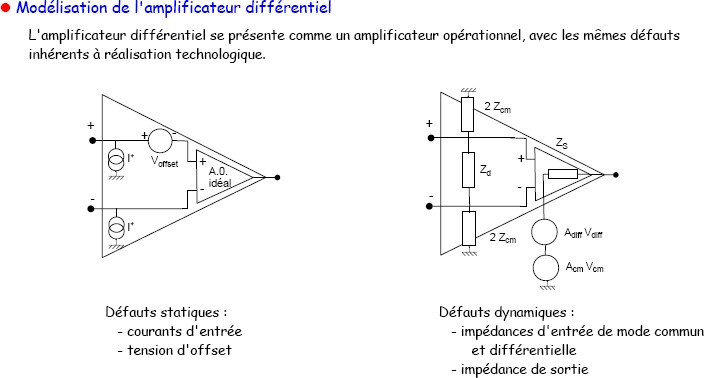 Modélisation de l'amplificateur différentiel
L'amplificateur différentiel se présente comme un amplificateur opérationnel, avec les mêmes défauts
inhérents à réalisation technologique.
+
+
-
I+
Voffset
+
A.O.
idéal
-
-
I+
2 Zcm
+
ZS
+
Zd
-
-
2 Zcm
Adiff Vdiff
Acm Vcm
Défauts statiques :
- courants d'entrée
- tension d'offset
Défauts dynamiques :
- impédances d'entrée de mode commun
et différentielle
- impédance de sortie